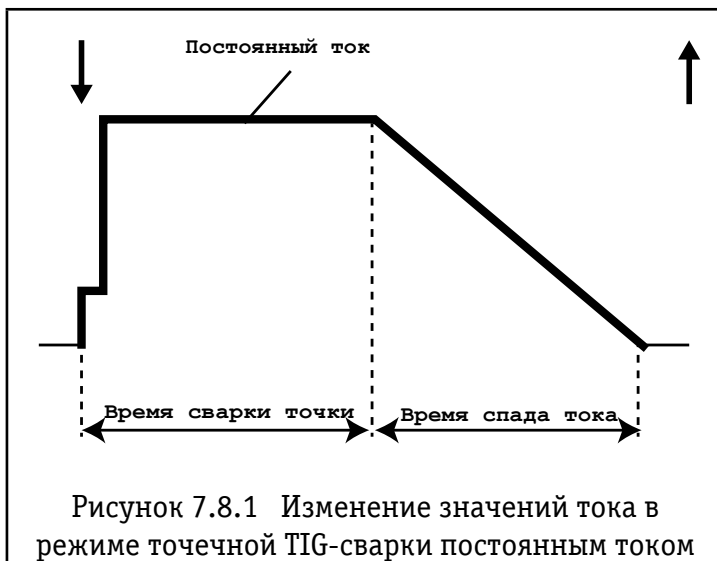 Постоянный ток
Время сварки точки
Время спада тока
Рисунок 7.8.1 Изменение значений тока в
режиме точечной TIG-сварки постоянным током